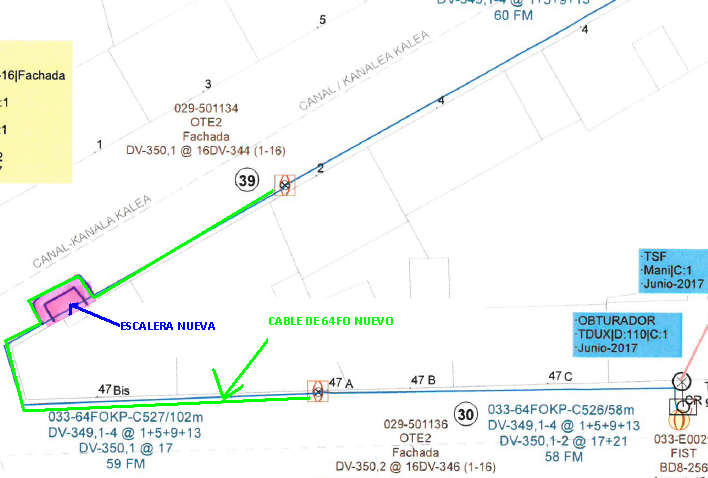 DV-349,1-4 @ 1+5+9+13
60 FM
5
4
-16|Fachada
:1
:1
3
CANAL / KANALEA KALEA
029-501134
OTE2
Fachada
DV-350,1 @ 16DV-344 (1-16)
4
1
2
39
CANAL-KANALA KALEA
·TSF
·Mani|C:1
·Junio-2017
ESCALERA NUEVA
CABLE DE 64FO NUEVO
·OBTURADOR
·TDUX|D:110|C:1
·Junio-2017
47Bis
47 A
47 B
47 C
033-64FOKP-C527/102m
DV-349,1-4 @ 1+5+9+13
DV-350,1 @ 17
59 FM
029-501136
OTE2
Fachada
DV-350,2 @ 16DV-346 (1-16)
30
033-64FOKP-C526/58m
DV-349,1-4 @ 1+5+9+13
DV-350,1-2 @ 17+21
58 FM
033-E002
FIST
BD8-256